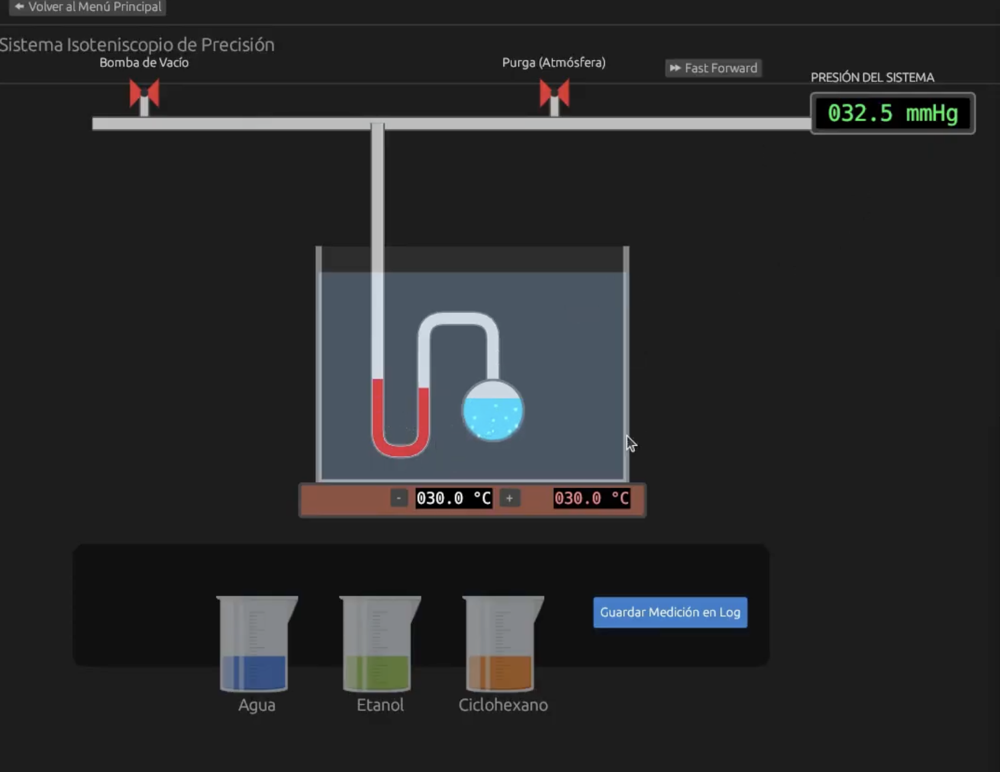 Volver al Menú Principal
Sistema Isoteniscopio de Precisión
Bomba de Vacío
Purga (Atmósfera)
Fast Forward
PRESIÓN DEL SISTEMA
032.5 mmHg
- 030.0 °C + 030.0 °C
Guardar Medición en Log
Agua Etanol Ciclohexano